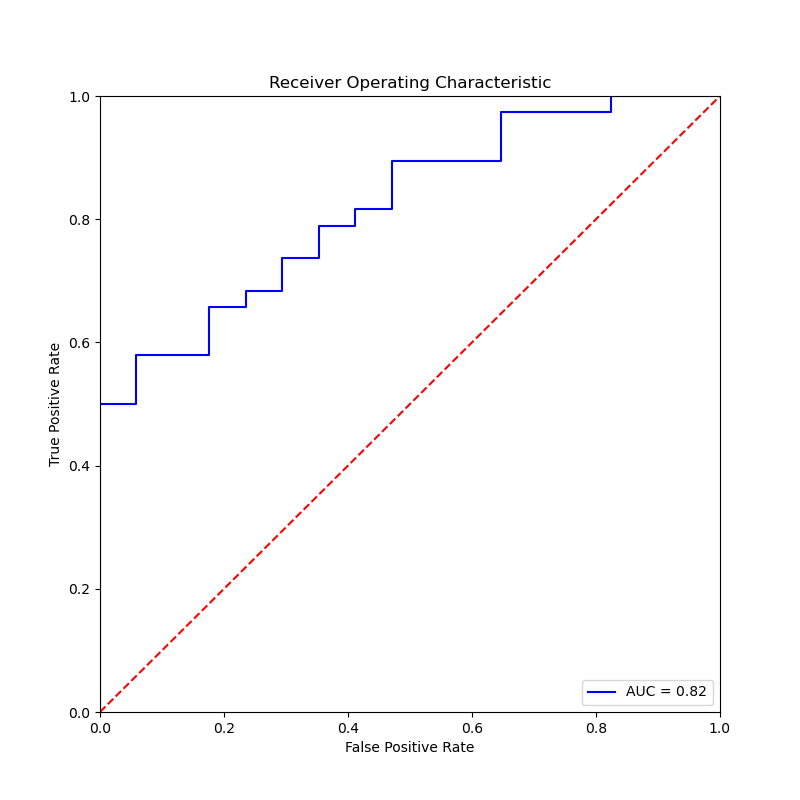 Receiver Operating Characteristic
1.0
0.8
0.6
0.4
0.2
0.0
True Positive Rate
AUC = 0.82
0.0 0.2 0.4 0.6 0.8 1.0
False Positive Rate